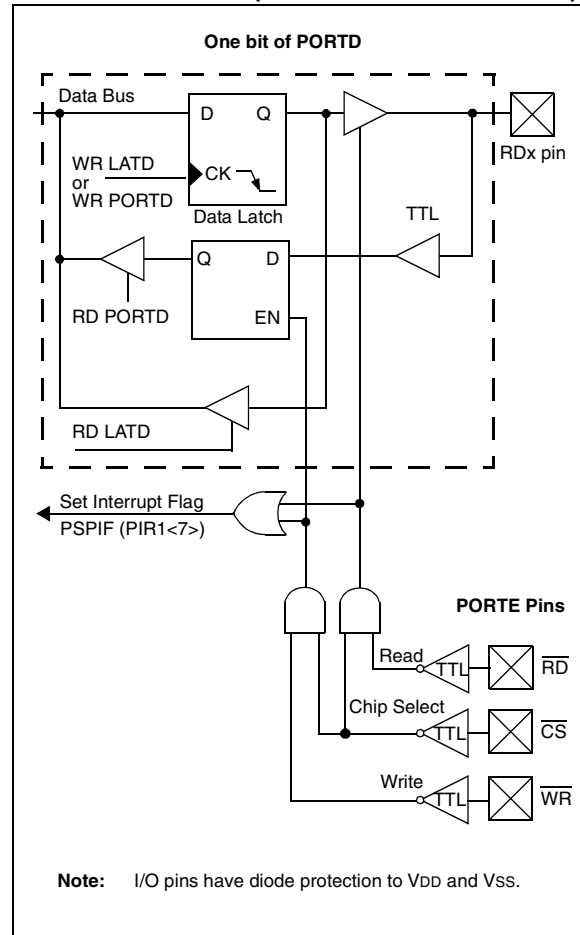 One bit of PORTD
Data Bus
D Q
RDx pin
WR LATD
or
WR PORTD
CK
Data Latch
TTL
Q D
EN
RD PORTD
RD LATD
Set Interrupt Flag
PSPIF (PIR1<7>)
PORTE Pins
Read
TTL
RD
Chip Select
TTL
CS
Write
TTL
WR
Note: I/O pins have diode protection to VDD and VSS.